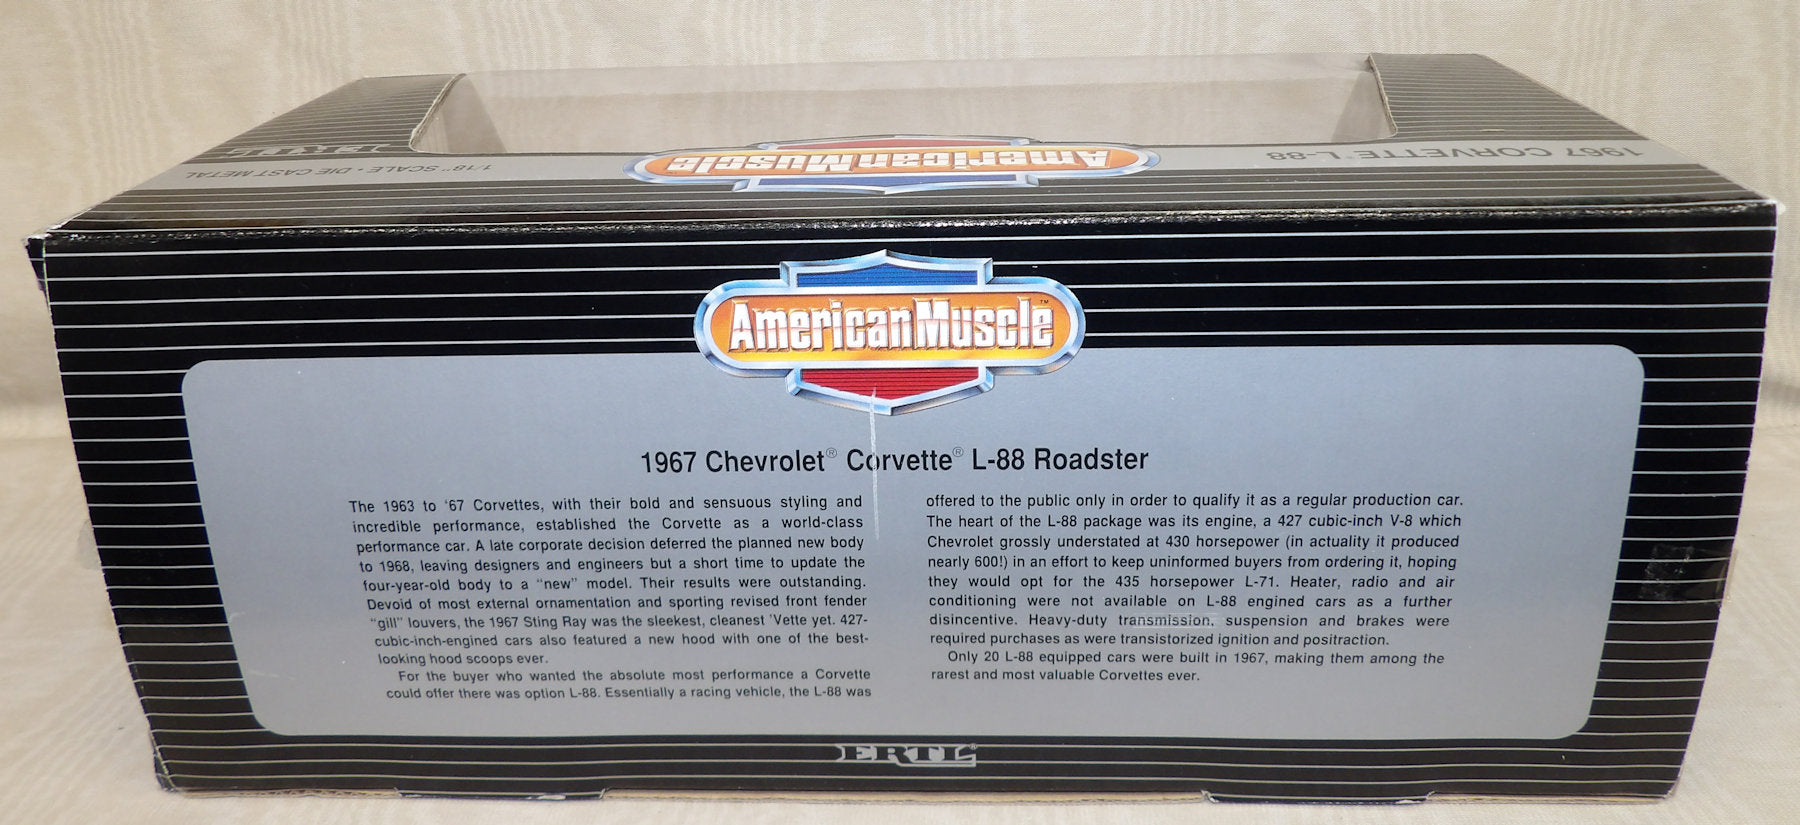 ERTL
1/18" SCALE • DIE CAST METAL
AmericanMuscle
1967 CORVETTE® L-88
AmericanMuscle™
1967 Chevrolet® Corvette® L-88 Roadster
The 1963 to '67 Corvettes, with their bold and sensuous styling and
incredible performance, established the Corvette as a world-class
performance car. A late corporate decision deferred the planned new body
to 1968, leaving designers and engineers but a short time to update the
four-year-old body to a "new" model. Their results were outstanding.
Devoid of most external ornamentation and sporting revised front fender
"gill" louvers, the 1967 Sting Ray was the sleekest, cleanest 'Vette yet. 427-
cubic-inch-engined cars also featured a new hood with one of the best-
looking hood scoops ever.
For the buyer who wanted the absolute most performance a Corvette
could offer there was option L-88. Essentially a racing vehicle, the L-88 was
offered to the public only in order to qualify it as a regular production car.
The heart of the L-88 package was its engine, a 427 cubic-inch V-8 which
Chevrolet grossly understated at 430 horsepower (in actuality it produced
nearly 600!) in an effort to keep uninformed buyers from ordering it, hoping
they would opt for the 435 horsepower L-71. Heater, radio and air
conditioning were not available on L-88 engined cars as a further
disincentive. Heavy-duty transmission, suspension and brakes were
required purchases as were transistorized ignition and positraction.
Only 20 L-88 equipped cars were built in 1967, making them among the
rarest and most valuable Corvettes ever.
ERTL®